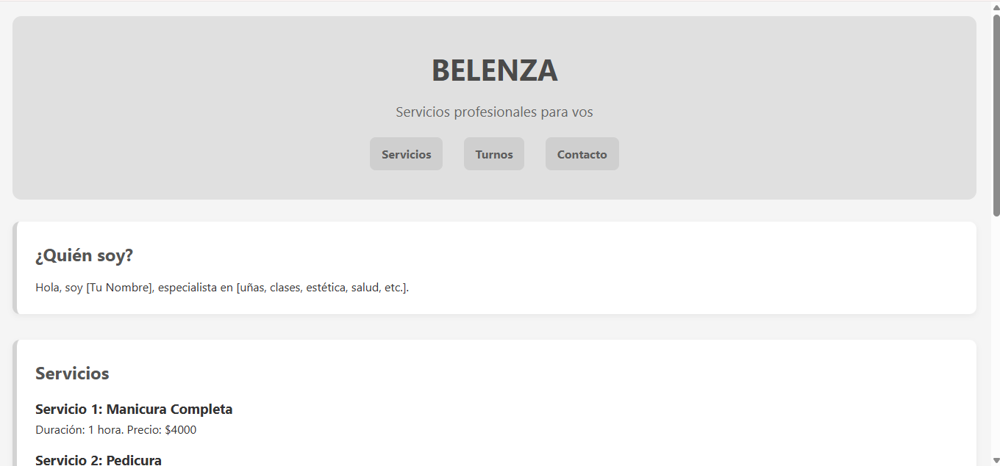 BELENZA
Servicios profesionales para vos
Servicios Turnos Contacto
¿Quién soy?
Hola, soy [Tu Nombre], especialista en [uñas, clases, estética, salud, etc.].
Servicios
Servicio 1: Manicura Completa
Duración: 1 hora. Precio: $4000
Servicio 2: Pedicura